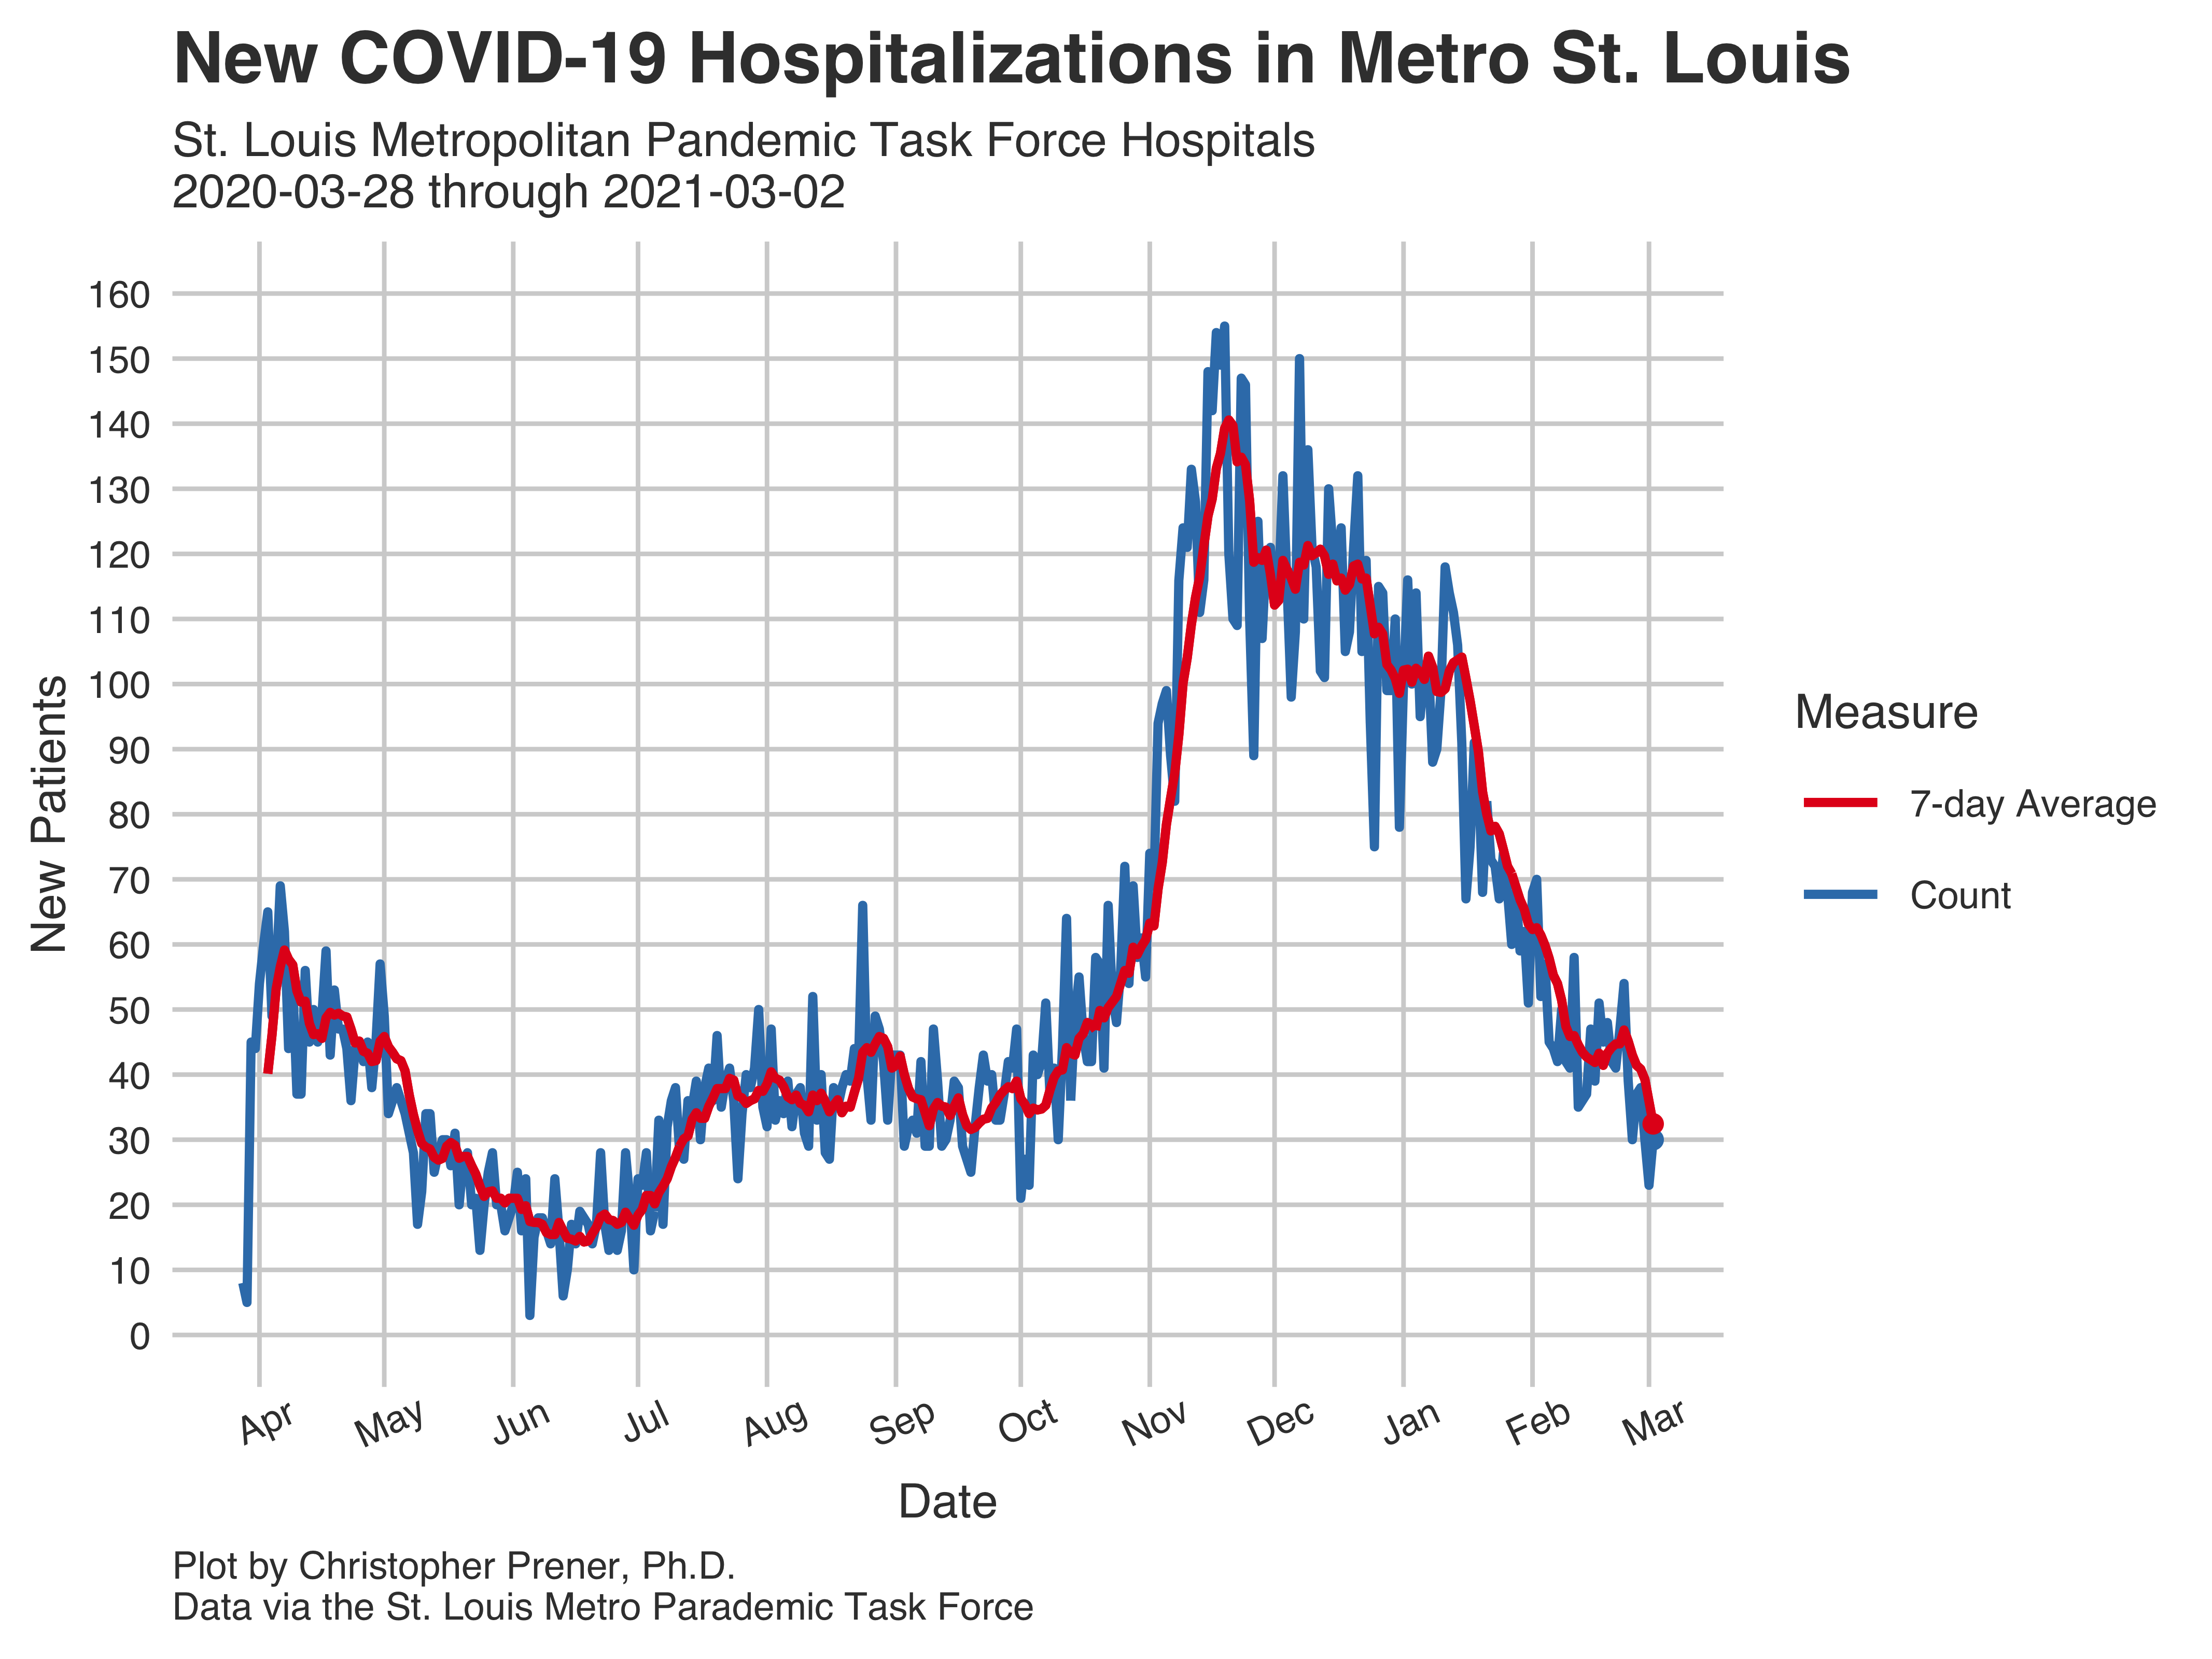 New COVID-19 Hospitalizations in Metro St. Louis
St. Louis Metropolitan Pandemic Task Force Hospitals
2020-03-28 through 2021-03-02
160
150
140
130
120
110
100
90
80
70
60
50
40
30
20
10
0
New Patients
Apr
May
Jun
Jul
Aug
Sep
Oct
Nov
Dec
Jan
Feb
Mar
Date
Measure
7-day Average
Count
Plot by Christopher Prener, Ph.D.
Data via the St. Louis Metro Parademic Task Force